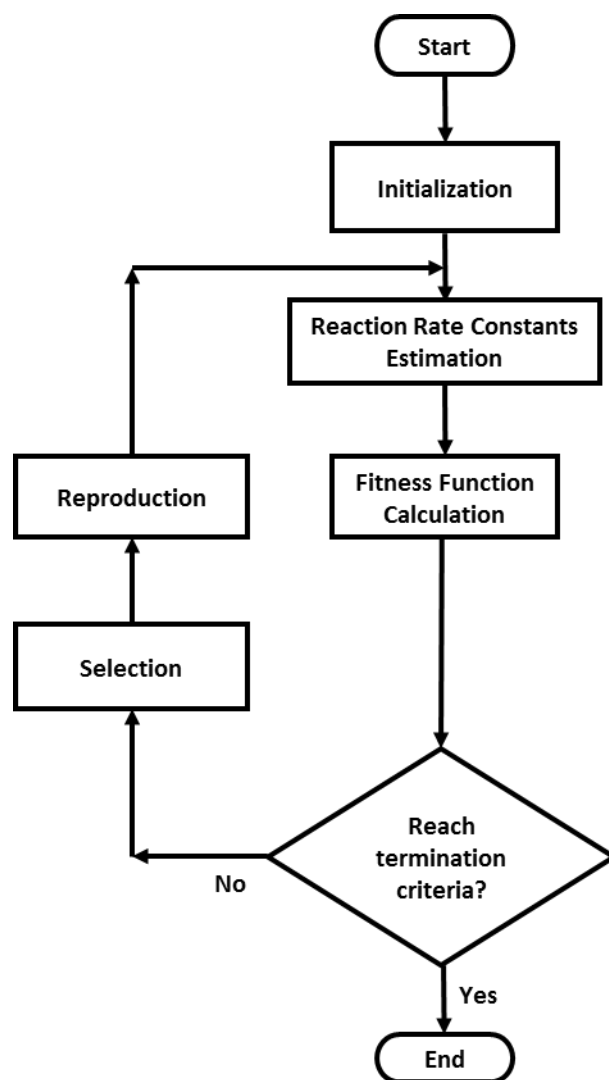 Start
Initialization
Reaction Rate Constants
Estimation
Fitness Function
Calculation
Reproduction
Selection
Reach
termination
criteria?
No
Yes
End